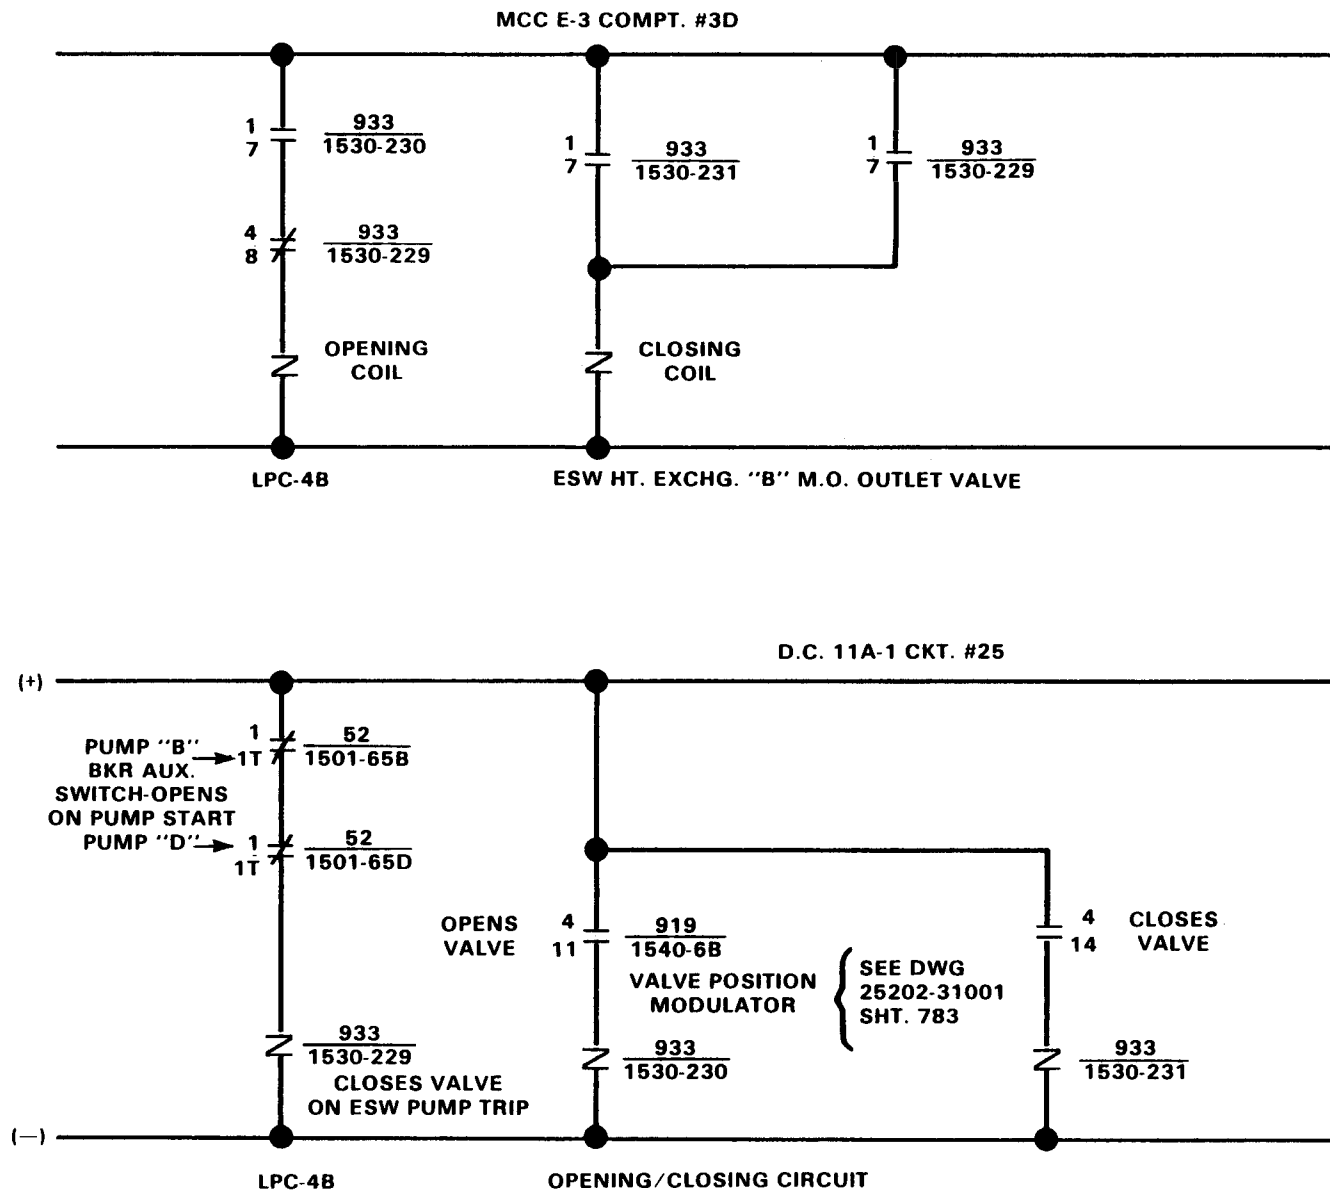 MCC E-3 COMPT. #3D
1
7
933
1530-230
4
8
933
1530-229
OPENING
COIL
1
7
933
1530-231
1
7
933
1530-229
CLOSING
COIL
LPC-4B
ESW HT. EXCHG. "B" M.O. OUTLET VALVE
D.C. 11A-1 CKT. #25
(+)
PUMP "B"
BKR AUX.
SWITCH-OPENS
ON PUMP START
PUMP "D"
1
1T
52
1501-65B
1
1T
52
1501-65D
OPENS
VALVE
4
11
919
1540-6B
VALVE POSITION
MODULATOR
SEE DWG
25202-31001
SHT. 783
4
14
CLOSES
VALVE
933
1530-229
CLOSES VALVE
ON ESW PUMP TRIP
933
1530-230
933
1530-231
(—)
LPC-4B
OPENING/CLOSING CIRCUIT